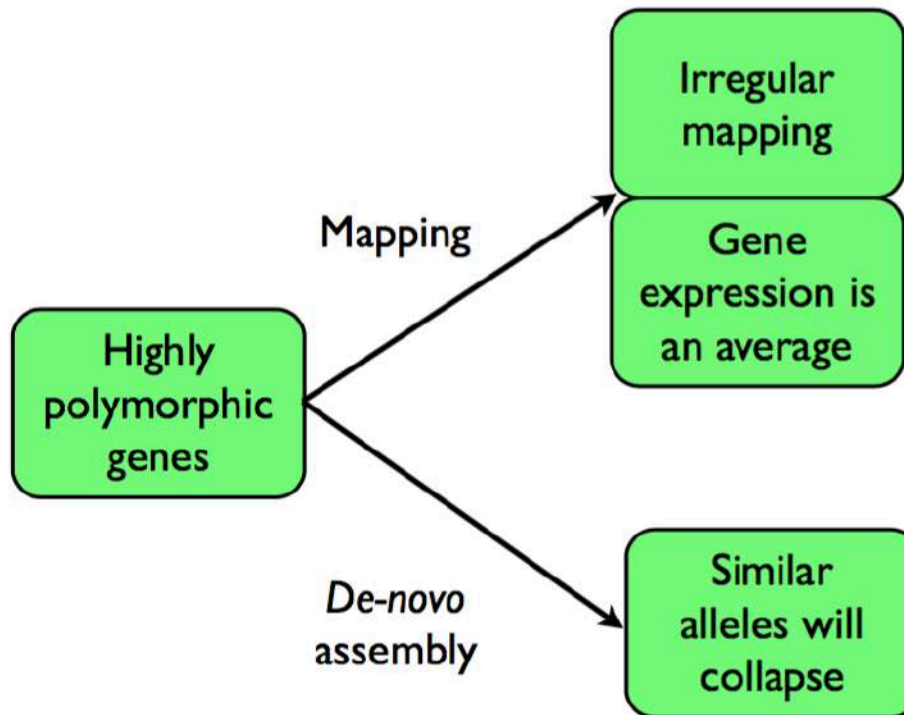 Irregular
mapping
Mapping
Gene
expression is
an average
Highly
polymorphic
genes
De-novo
assembly
Similar
alleles will
collapse